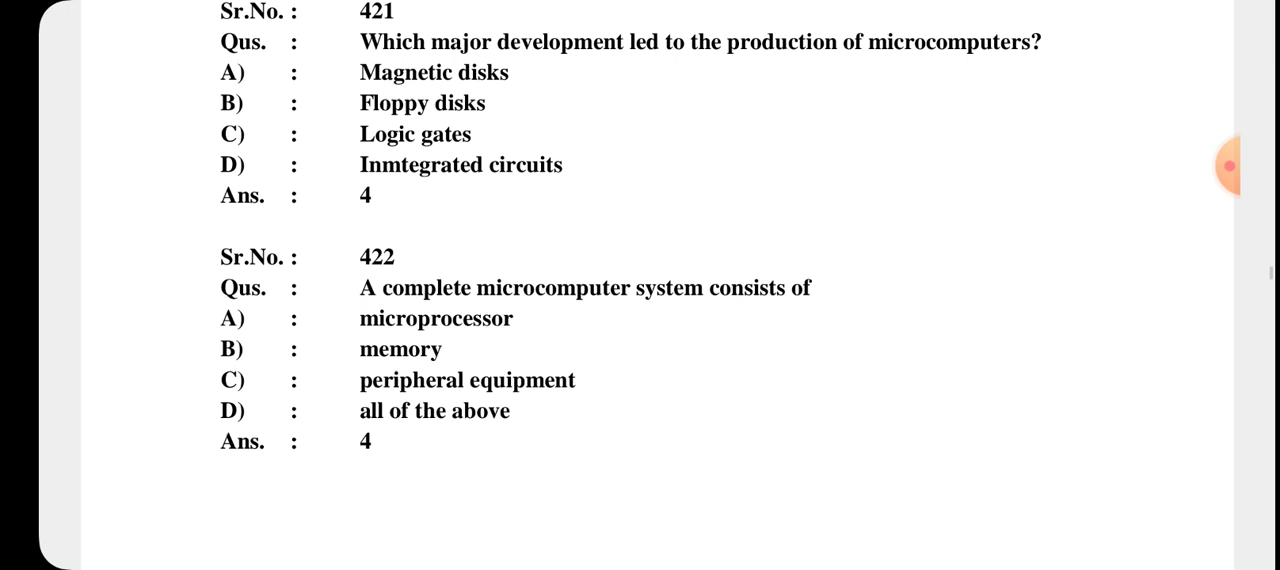 Sr.No. : 421
Qus. : Which major development led to the production of microcomputers?
A) : Magnetic disks
B) : Floppy disks
C) : Logic gates
D) : Inmtegrated circuits
Ans. : 4
Sr.No. : 422
Qus. : A complete microcomputer system consists of
A) : microprocessor
B) : memory
C) : peripheral equipment
D) : all of the above
Ans. : 4